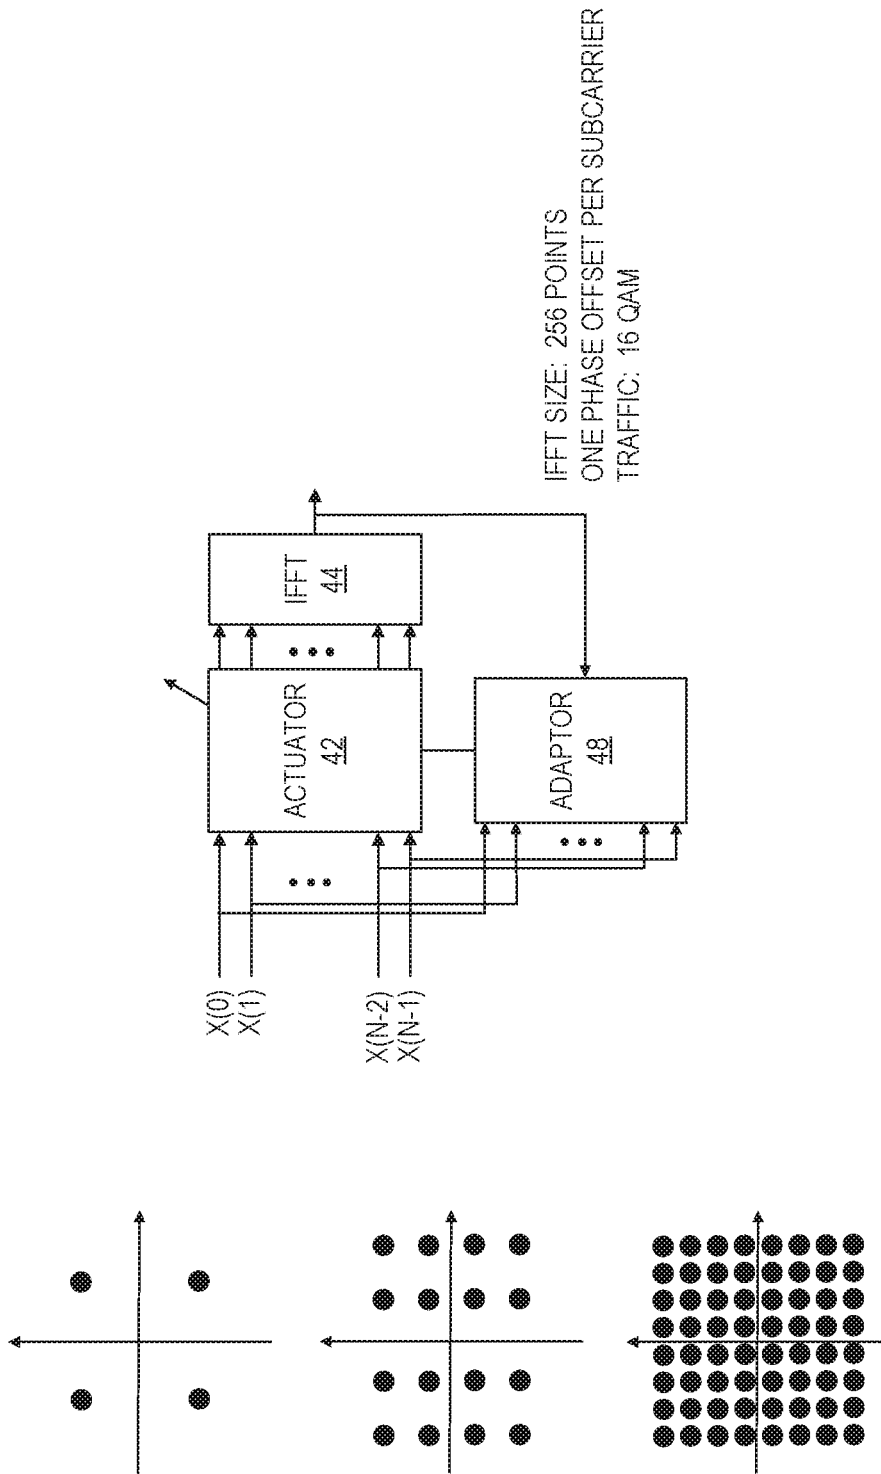 X(0)
X(1)
X(N-2)
X(N-1)
ACTUATOR
42
IFFT
44
ADAPTOR
48
IFFT SIZE: 256 POINTS
ONE PHASE OFFSET PER SUBCARRIER
TRAFFIC: 16 QAM